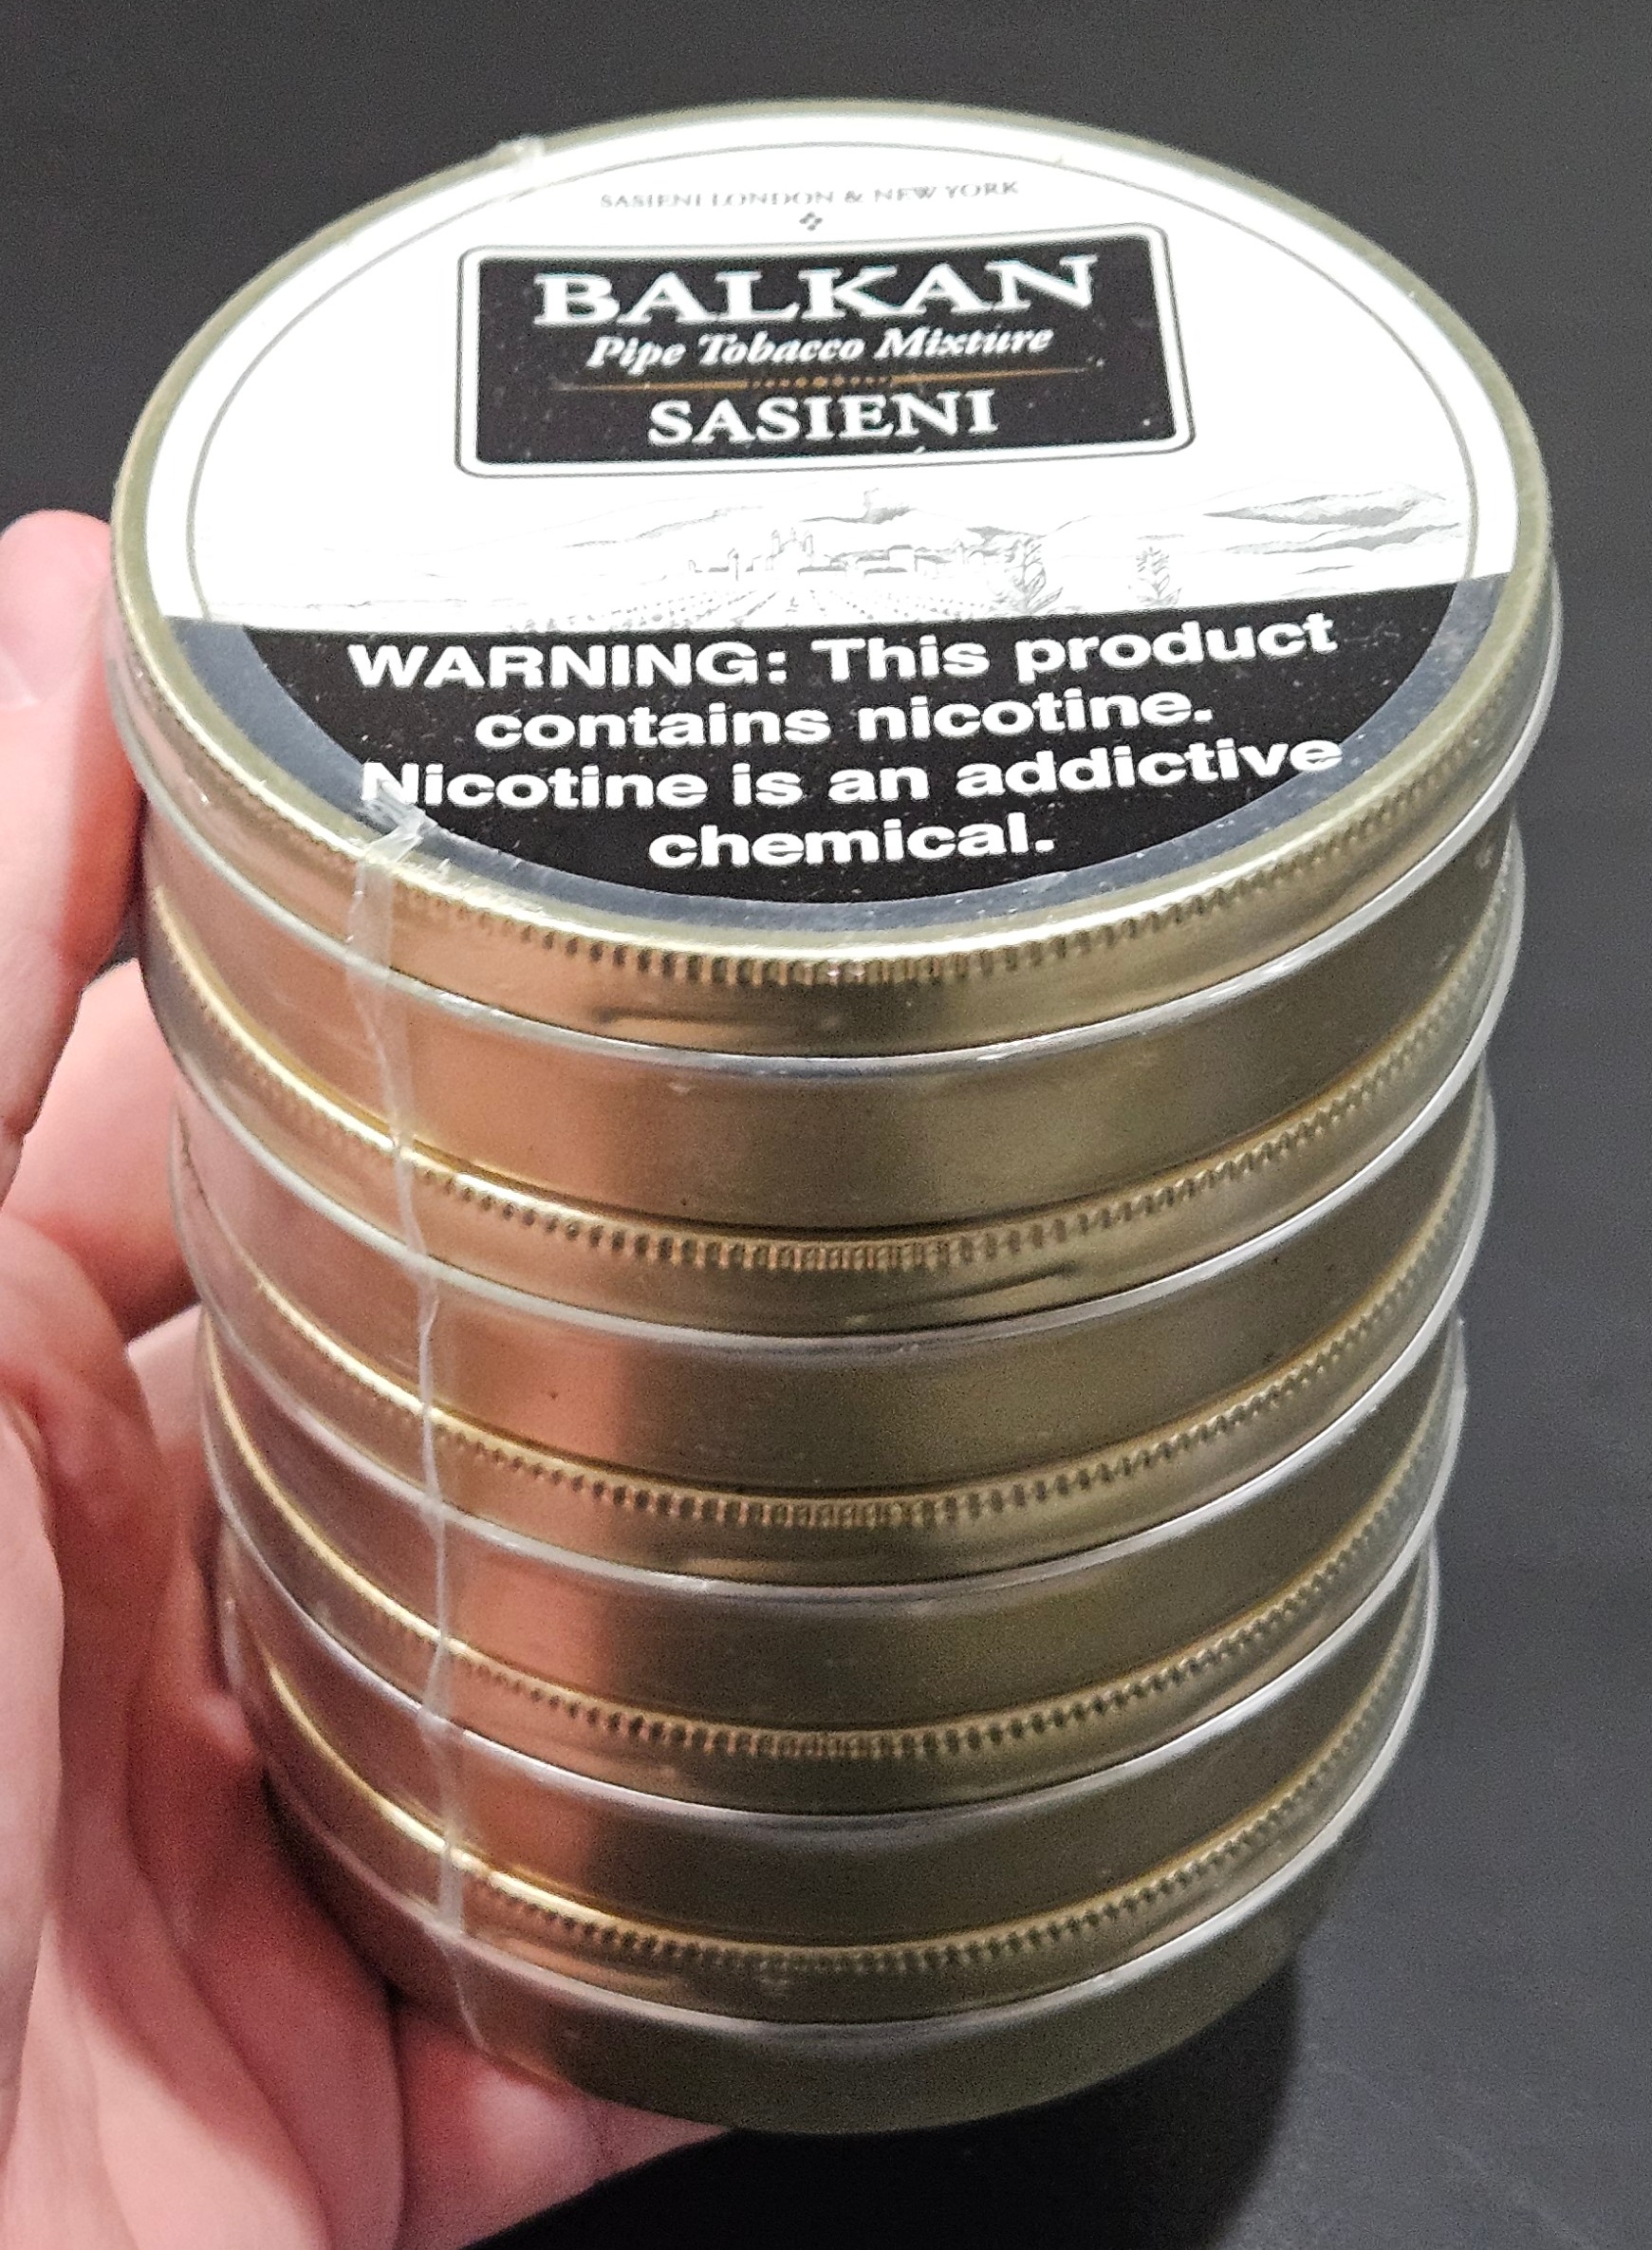 SASIENI LONDON & NEW YORK
BALKAN
Pipe Tobacco Mixture
SASIENI
WARNING: This product
contains nicotine.
Nicotine is an addictive
chemical.